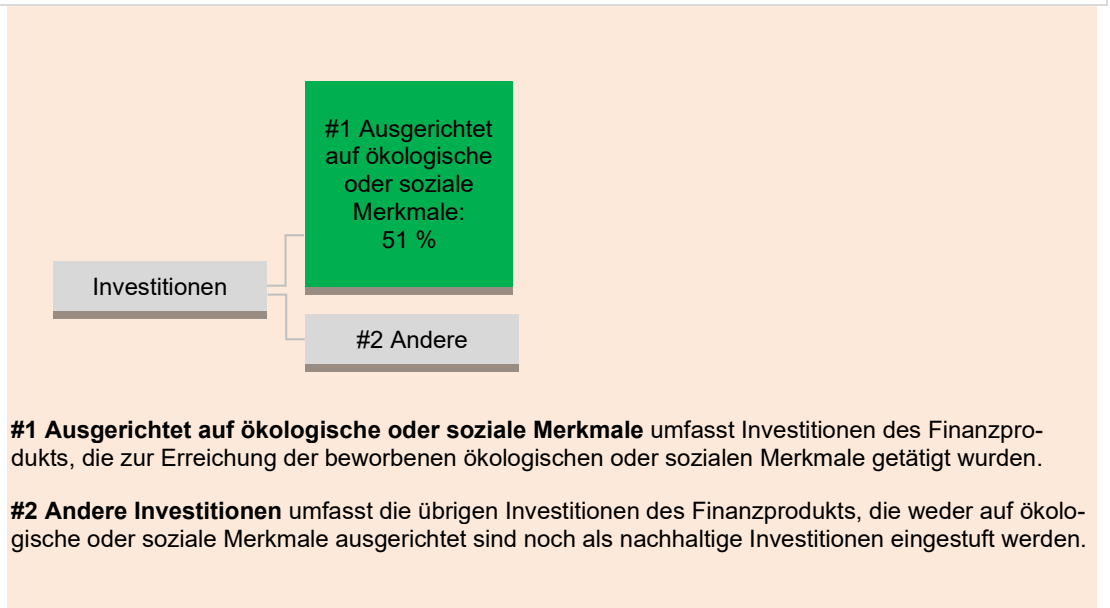 #1 Ausgerichtet
auf ökologische
oder soziale
Merkmale:
51 %
Investitionen
#2 Andere
#1 Ausgerichtet auf ökologische oder soziale Merkmale umfasst Investitionen des Finanzpro-
dukts, die zur Erreichung der beworbenen ökologischen oder sozialen Merkmale getätigt wurden.
#2 Andere Investitionen umfasst die übrigen Investitionen des Finanzprodukts, die weder auf ökolo-
gische oder soziale Merkmale ausgerichtet sind noch als nachhaltige Investitionen eingestuft werden.